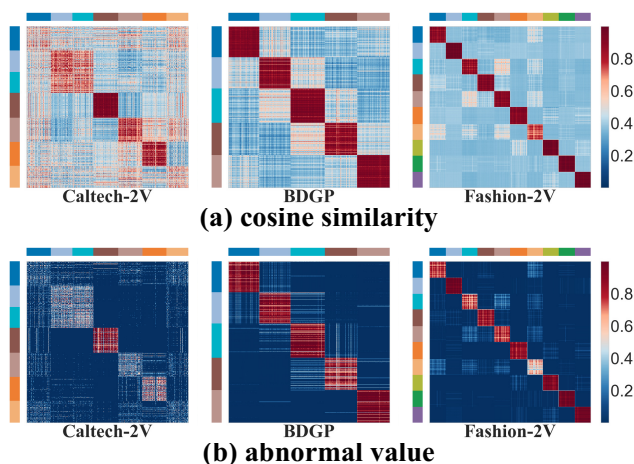 0.8
0.6
0.4
0.2
Caltech-2V BDGP Fashion-2V
(a) cosine similarity
0.8
0.6
0.4
0.2
Caltech-2V BDGP Fashion-2V
(b) abnormal value